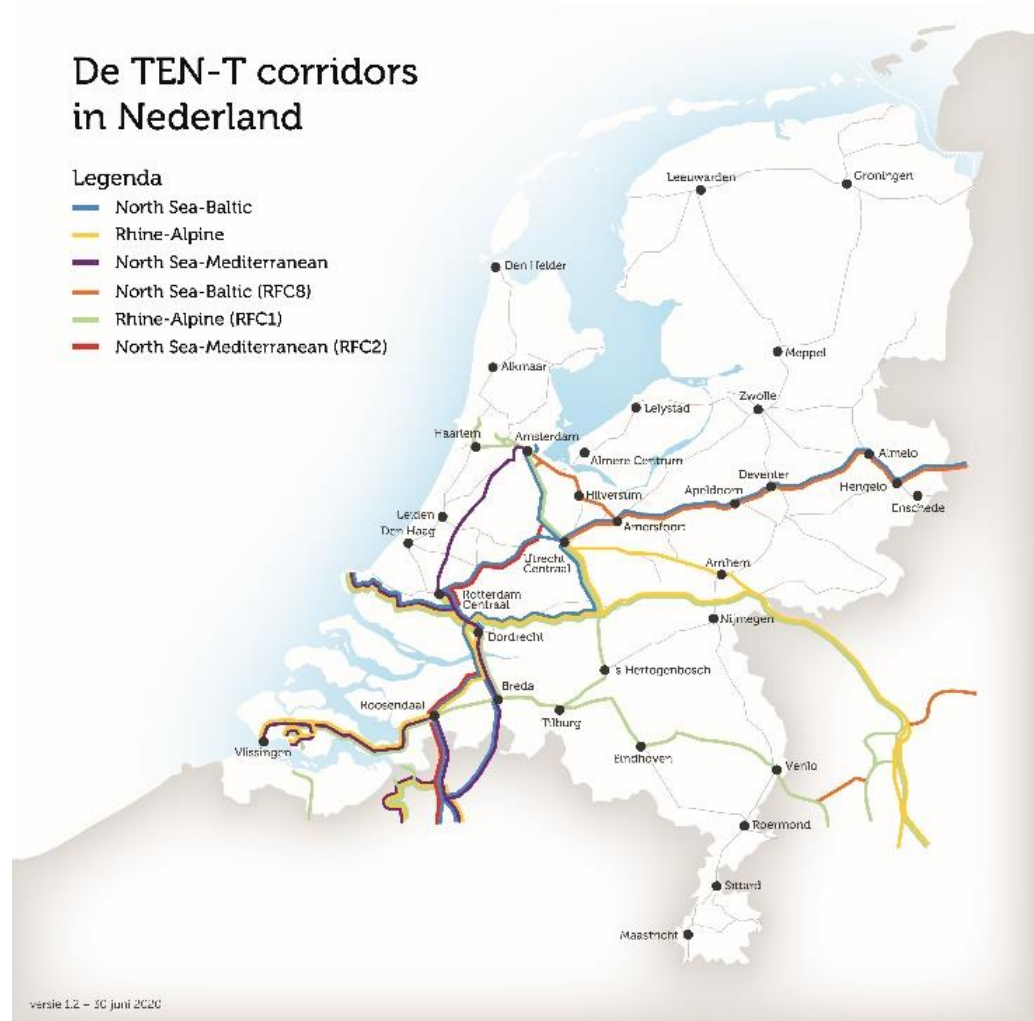 De TEN-T corridors
in Nederland
Legenda
North Sea-Baltic
Rhine-Alpine
North Sea-Mediterranean
North Sea-Baltic (RFC8)
Rhine-Alpine (RFC1)
North Sea-Mediterranean (RFC2)
Leeuwarden
Groningen
Den Helder
Alkmaar
Meppel
Lelystad
Zwolle
Haarlem
Amsterdam
Almere Centrum
Almelo
Deventer
Hengelo
Apeldoorn
Hilversum
Enschede
Leiden
Amersfoort
Den Haag
Utrecht
Centraal
Arnhem
Rotterdam
Centraal
Nijmegen
Dordrecht
's Hertogenbosch
Breda
Roosendaal
Tilburg
Vlissingen
Eindhoven
Venlo
Roermond
Sittard
Maastricht
versie 1.2 – 30 juni 2020